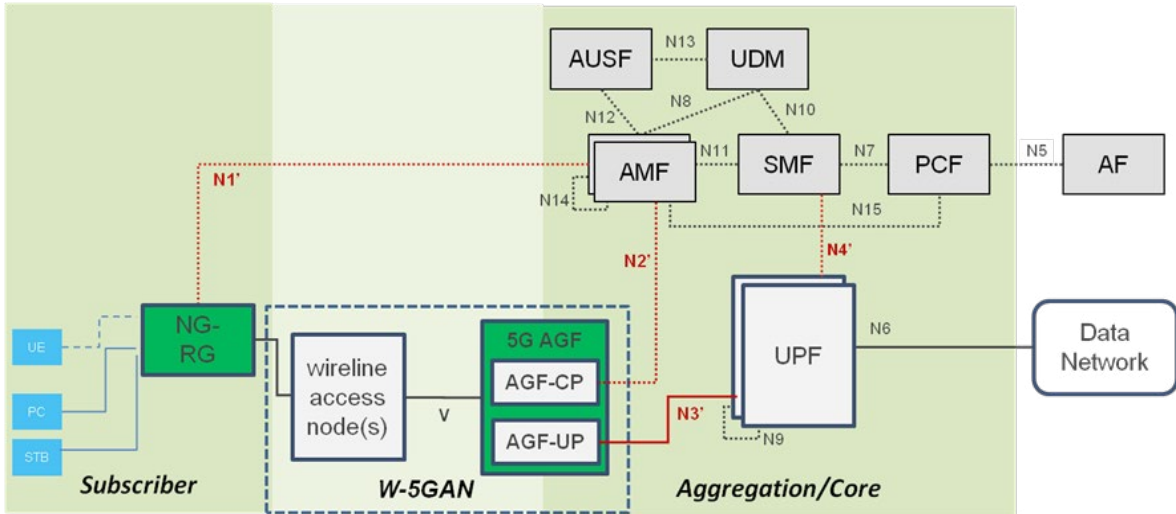 AUSF
N13
UDM
N12
N8
N10
AMF
N11
SMF
N7
PCF
N5
AF
N1'
N14
N15
N2'
N4'
NG-
RG
UE
PC
STB
wireline
access
node(s)
V
5G AGF
AGF-CP
AGF-UP
N3'
UPF
N9
N6
Data
Network
Subscriber
W-5GAN
Aggregation/Core